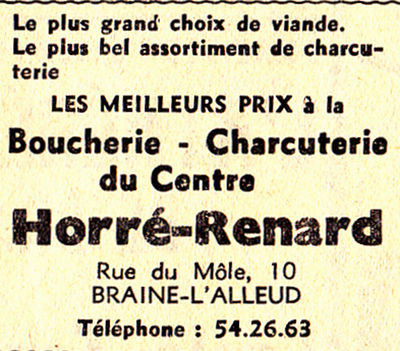 Le plus grand choix de viande.
Le plus bel assortiment de charcu-
terie
LES MEILLEURS PRIX à la
Boucherie - Charcuterie
du Centre
Horré-Renard
Rue du Môle, 10
BRAINE-L'ALLEUD
Téléphone : 54.26.63